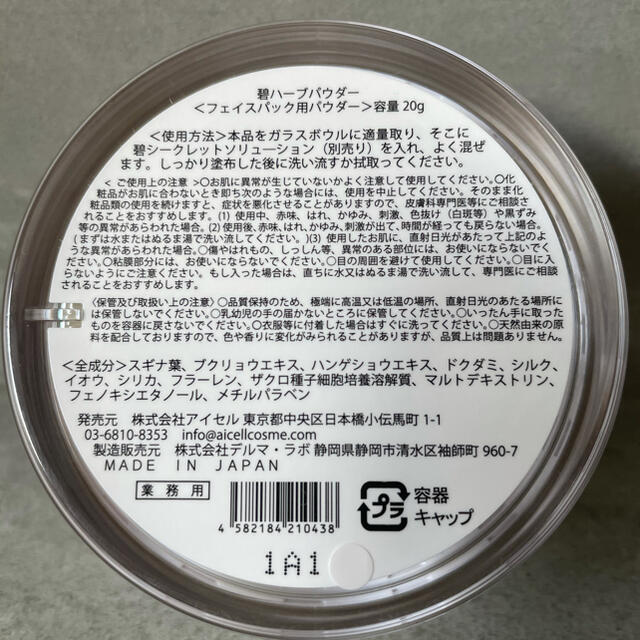 碧ハーブパウダー
＜フェイスパック用パウダー＞容量 20g
＜使用方法＞本品をガラスボウルに適量取り、そこに
碧シークレットソリューション（別売り）を入れ、よく混ぜ
ます。しっかり塗布した後に洗い流すか拭取ってください。
＜ご使用上の注意＞○お肌に異常が生じていないかよく注意して使用してください。○化
粧品がお肌に合わないとき即ち次のような場合には、使用を中止してください。そのまま化
粧品類の使用を続けますと、症状を悪化させることがありますので、皮膚科専門医等にご相談さ
れることをおすすめします。(1) 使用中、赤味、はれ、かゆみ、刺激、色抜け（白斑等）や黒ずみ
等の異常があらわれた場合。(2) 使用後、赤味、はれ、かゆみ、刺激が出て、時間が経っても戻らない場合。
（まずは水またはぬるま湯で洗い流してください。)(3) 使用したお肌に、直射日光があたって上記のよ
うな異常があらわれた場合。○傷やはれもの、しっしん等、異常のある部位には、お使いにならないでくださ
い。○粘膜部分には、お使いにならないでください。○目の周囲を避けて使用してください。○目に入
らないようにご注意ください。もし入った場合は、直ちに水又はぬるま湯で洗い流して、専門医にご相談
されることをおすすめします。
〈保管及び取扱い上の注意〉○品質保持のため、極端に高温又は低温の場所、直射日光のあたる場所に
は保管しないでください。○乳幼児の手の届かないところに保管してください。○いったん手に取った
ものを容器に戻さないでください。○衣服等に付着した場合はすぐに洗ってください。○天然由来の原
料を配合しておりますので、色や香りに変化がみられることがありますが、品質上は問題ありません。
＜全成分＞スギナ葉、ブクリョウエキス、ハンゲショウエキス、ドクダミ、シルク、
イオウ、シリカ、フラーレン、ザクロ種子細胞培養溶解質、マルトデキストリン、
フェノキシエタノール、メチルパラベン
発売元 株式会社アイセル 東京都中央区日本橋小伝馬町 1-1
03-6810-8353 info@aicellcosme.com
製造販売元 株式会社デルマ・ラボ 静岡県静岡市清水区袖師町 960-7
MADE IN JAPAN
業務用
4 582184 210438
プラ
容器
キャップ
1A1